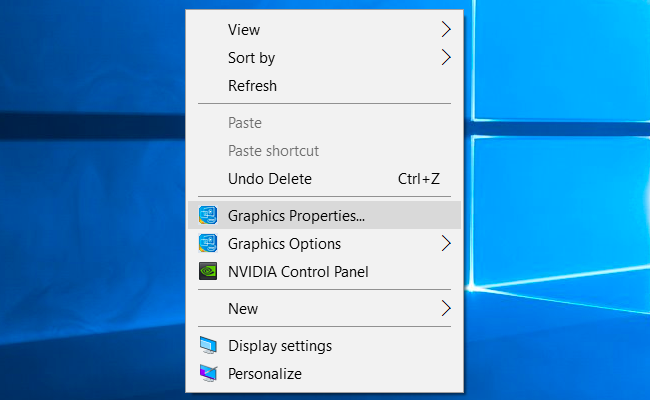 View
Sort by
Refresh
Paste
Paste shortcut
Undo Delete Ctrl+Z
Graphics Properties...
Graphics Options
NVIDIA Control Panel
New
Display settings
Personalize